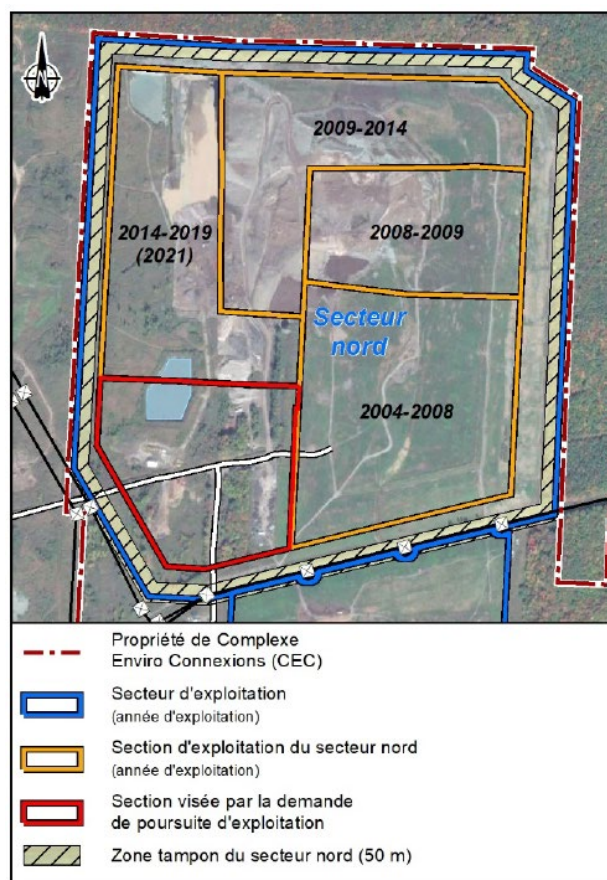 N
2009-2014
2014-2019
(2021)
2008-2009
Secteur
nord
2004-2008
Propriété de Complexe
Enviro Connexions (CEC)
Secteur d'exploitation
(année d'exploitation)
Section d'exploitation du secteur nord
(année d'exploitation)
Section visée par la demande
de poursuite d'exploitation
Zone tampon du secteur nord (50 m)